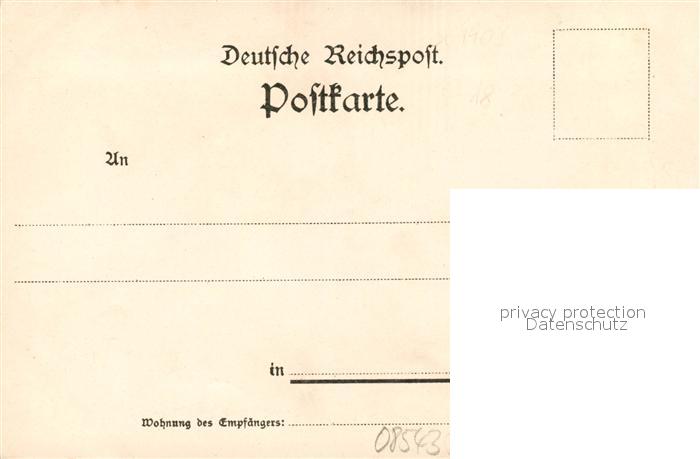 Deutsche Reichspost.
Postkarte.
An
in
Wohnung des Empfängers:
08543
privacy protection
Datenschutz